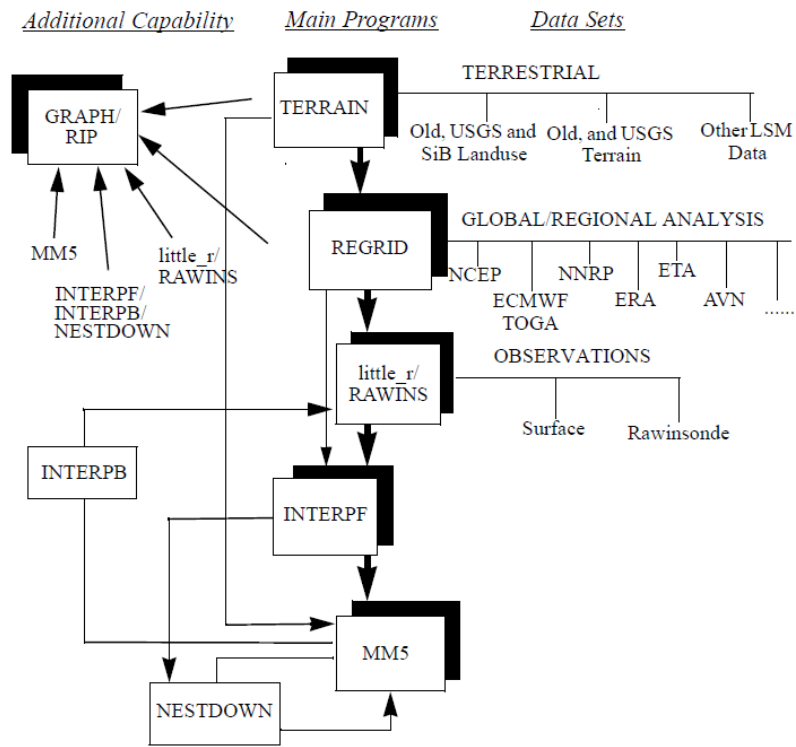 Additional Capability
Main Programs
Data Sets
GRAPH/
RIP
TERRAIN
TERRESTRIAL
Old, USGS and
SiB Landuse
Old, and USGS
Terrain
Other LSM
Data
MM5
INTERPF/
INTERPB/
NESTDOWN
little_r/
RAWINS
REGRID
GLOBAL/REGIONAL ANALYSIS
NCEP
ECMWF
TOGA
NNRP
ERA
ETA
AVN
......
little_r/
RAWINS
OBSERVATIONS
Surface
Rawinsonde
INTERPB
INTERPF
MM5
NESTDOWN